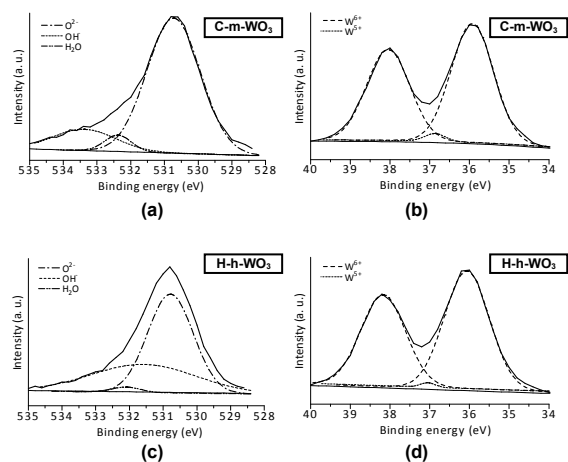 C-m-WO3
O2-
OH-
H2O
Intensity (a. u.)
535 534 533 532 531 530 529 528
Binding energy (eV)
(a)
C-m-WO3
W6+
W5+
Intensity (a. u.)
40 39 38 37 36 35 34
Binding energy (eV)
(b)
H-h-WO3
O2-
OH-
H2O
Intensity (a. u.)
535 534 533 532 531 530 529 528
Binding energy (eV)
(c)
H-h-WO3
W6+
W5+
Intensity (a. u.)
40 39 38 37 36 35 34
Binding energy (eV)
(d)